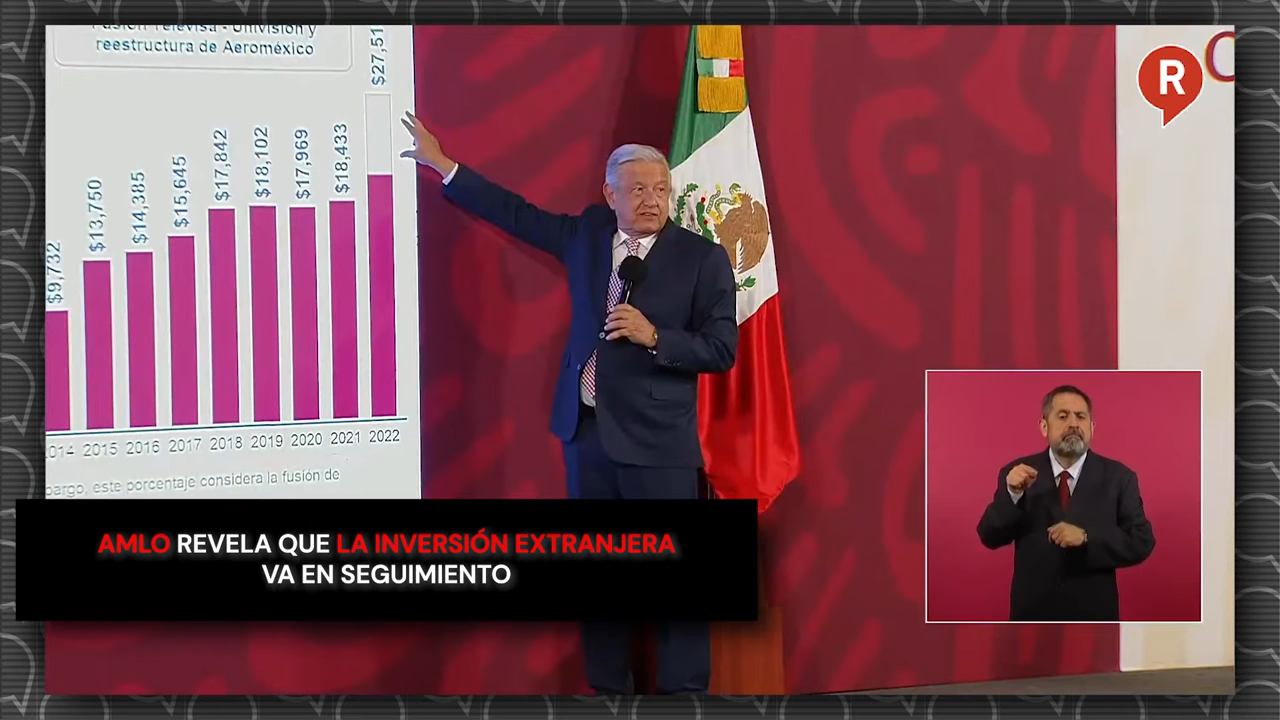 Fusión Televisa - Univisión y
reestructura de Aeroméxico
$9,732
$13,750
$14,385
$15,645
$17,842
$18,102
$17,969
$18,433
$27,51
2015 2016 2017 2018 2019 2020 2021 2022
este porcentaje considera la fusión de
R
AMLO REVELA QUE LA INVERSIÓN EXTRANJERA
VA EN SEGUIMIENTO